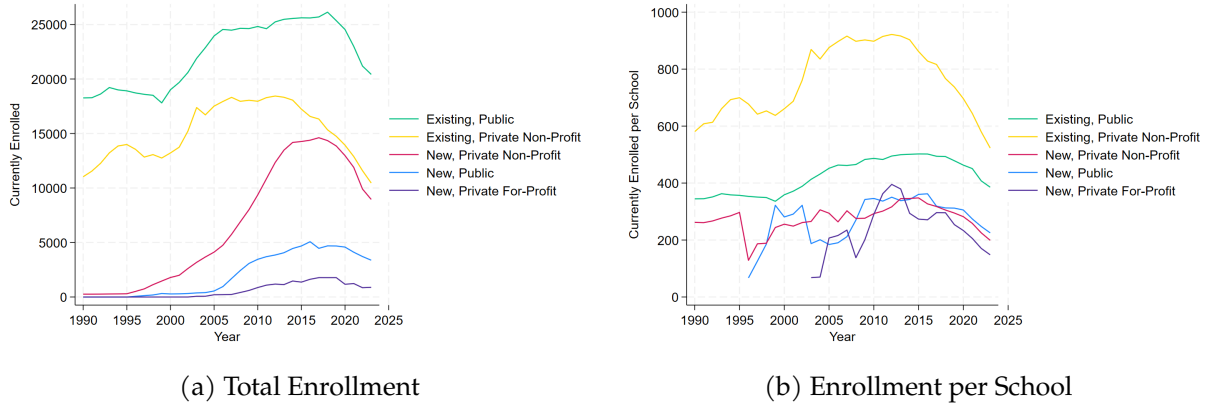 Currently Enrolled
25000
20000
15000
10000
5000
0
1990 1995 2000 2005 2010 2015 2020 2025
Year
Existing, Public
Existing, Private Non-Profit
New, Private Non-Profit
New, Public
New, Private For-Profit
(a) Total Enrollment
Currently Enrolled per School
1000
800
600
400
200
0
1990 1995 2000 2005 2010 2015 2020 2025
Year
Existing, Public
Existing, Private Non-Profit
New, Private Non-Profit
New, Public
New, Private For-Profit
(b) Enrollment per School